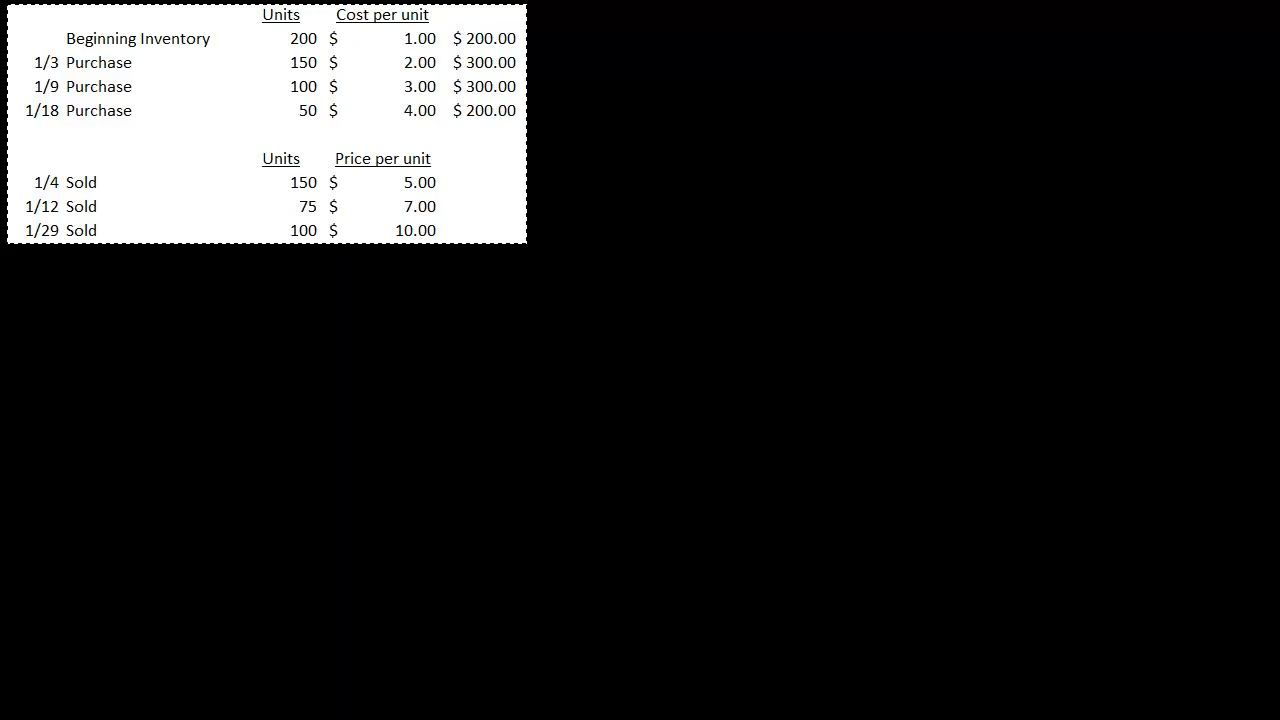 Units Cost per unit
Beginning Inventory 200 $ 1.00 $ 200.00
1/3 Purchase 150 $ 2.00 $ 300.00
1/9 Purchase 100 $ 3.00 $ 300.00
1/18 Purchase 50 $ 4.00 $ 200.00
Units Price per unit
1/4 Sold 150 $ 5.00
1/12 Sold 75 $ 7.00
1/29 Sold 100 $ 10.00